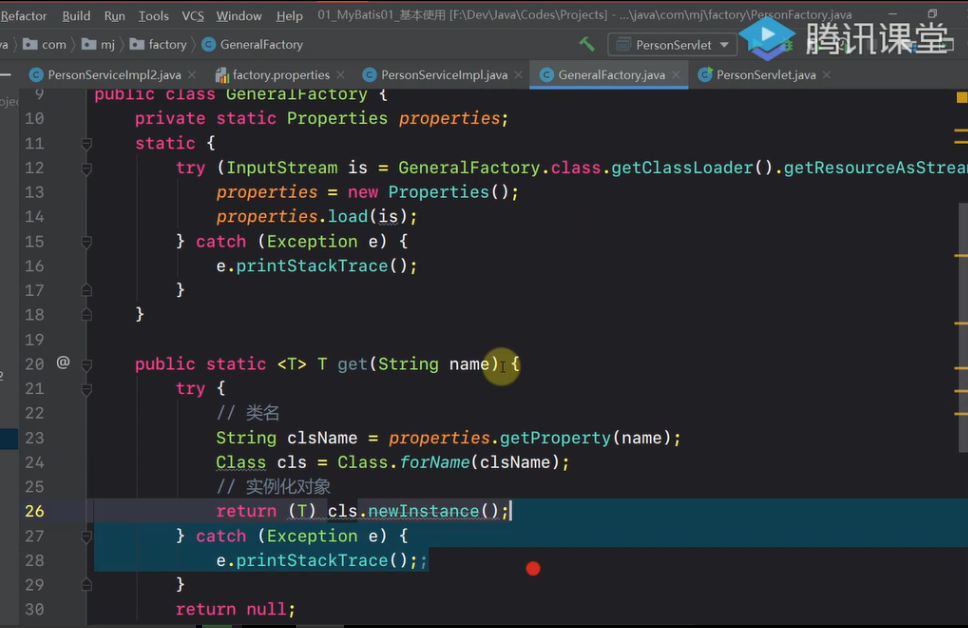 Refactor Build Run Tools VCS Window Help 01_MyBatis01_基本使用 [F:\Dev\Java\Codes\Projects] - ...\java\com\mj\factory\PersonFactory.java
腾讯课堂
va com mj factory GeneralFactory PersonServlet
PersonServiceImpl2.java factory.properties PersonServiceImpl.java GeneralFactory.java PersonServlet.java
9 public class GeneralFactory {
10 private static Properties properties;
11 static {
12 try (InputStream is = GeneralFactory.class.getClassLoader().getResourceAsStream
13 properties = new Properties();
14 properties.load(is);
15 } catch (Exception e) {
16 e.printStackTrace();
17 }
18 }
19
20 @ public static <T> T get(String name) {
21 try {
22 // 类名
23 String clsName = properties.getProperty(name);
24 Class cls = Class.forName(clsName);
25 // 实例化对象
26 return (T) cls.newInstance();
27 } catch (Exception e) {
28 e.printStackTrace();;
29 }
30 return null;